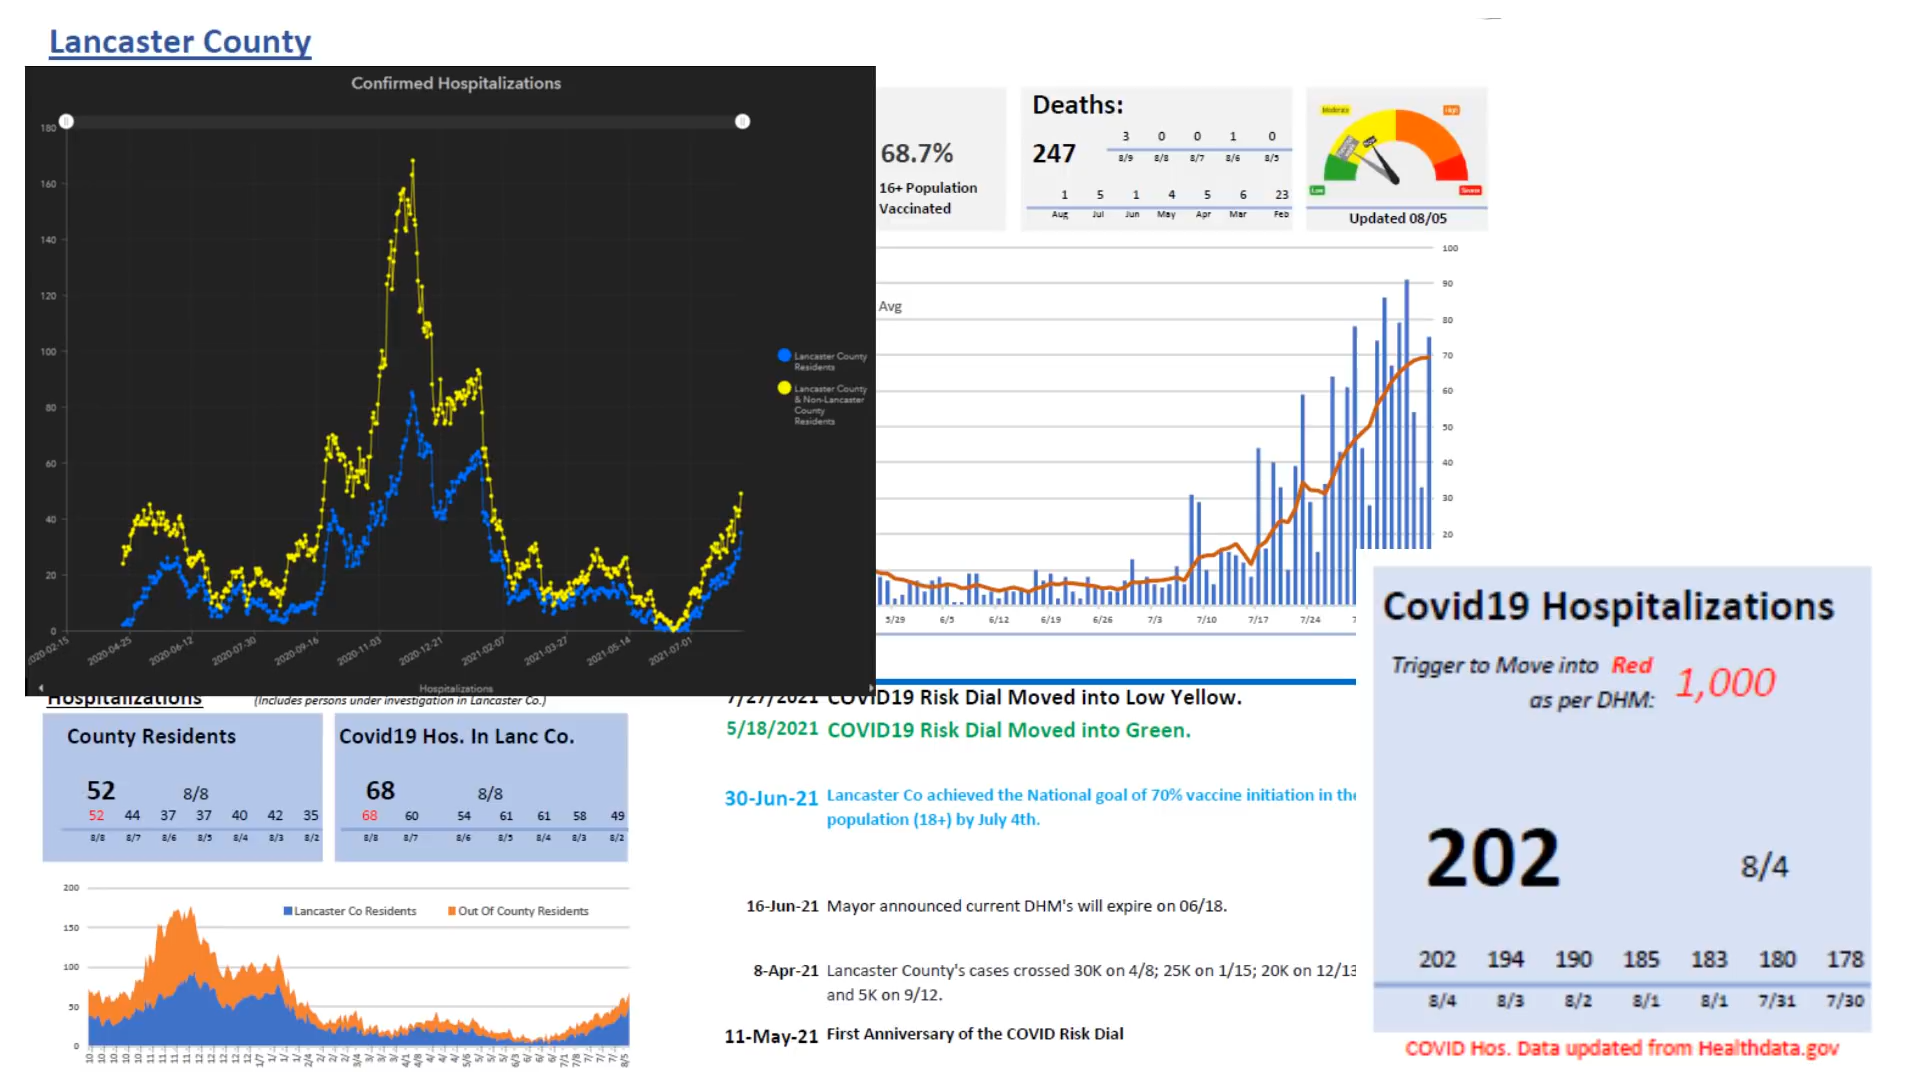 Lancaster County
Confirmed Hospitalizations
180
160
140
120
100
80
60
40
20
0
2020-02-15
2020-04-25
2020-06-12
2020-07-30
2020-09-16
2020-11-03
2020-12-21
2021-02-07
2021-03-27
2021-05-14
2021-07-01
Hospitalizations
Lancaster County
Residents
Lancaster County
& Non-Lancaster
County
Residents
68.7%
16+ Population
Vaccinated
Deaths:
247
3 0 0 1 0
8/9 8/8 8/7 8/6 8/5
1 5 1 4 5 6 23
Aug Jul Jun May Apr Mar Feb
Moderate
High
Low
Severe
Updated 08/05
Avg
100
90
80
70
60
50
40
30
20
5/29 6/5 6/12 6/19 6/26 7/3 7/10 7/17 7/24
Hospitalizations (Includes persons under investigation in Lancaster Co.)
County Residents
52 8/8
52 44 37 37 40 42 35
8/8 8/7 8/6 8/5 8/4 8/3 8/2
Covid19 Hos. In Lanc Co.
68 8/8
68 60 54 61 61 58 49
8/8 8/7 8/6 8/5 8/4 8/3 8/2
200
150
100
50
0
Lancaster Co Residents
Out Of County Residents
7/27/2021 COVID19 Risk Dial Moved into Low Yellow.
5/18/2021 COVID19 Risk Dial Moved into Green.
30-Jun-21 Lancaster Co achieved the National goal of 70% vaccine initiation in the
population (18+) by July 4th.
16-Jun-21 Mayor announced current DHM's will expire on 06/18.
8-Apr-21 Lancaster County's cases crossed 30K on 4/8; 25K on 1/15; 20K on 12/13
and 5K on 9/12.
11-May-21 First Anniversary of the COVID Risk Dial
Covid19 Hospitalizations
Trigger to Move into Red
as per DHM: 1,000
202 8/4
202 194 190 185 183 180 178
8/4 8/3 8/2 8/1 8/1 7/31 7/30
COVID Hos. Data updated from Healthdata.gov